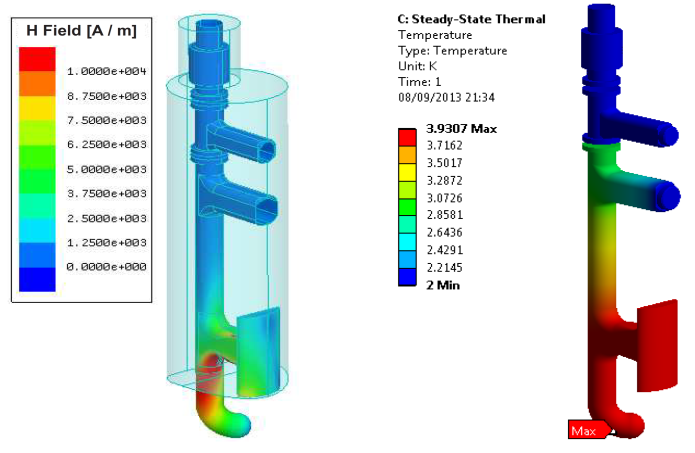 H Field [A / m]
1.0000e+004
8.7500e+003
7.5000e+003
6.2500e+003
5.0000e+003
3.7500e+003
2.5000e+003
1.2500e+003
0.0000e+000
C: Steady-State Thermal
Temperature
Type: Temperature
Unit: K
Time: 1
08/09/2013 21:34
3.9307 Max
3.7162
3.5017
3.2872
3.0726
2.8581
2.6436
2.4291
2.2145
2 Min
Max